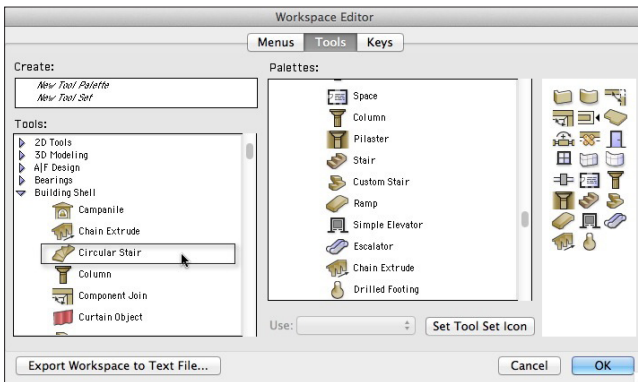 Workspace Editor
Menus Tools Keys
Create:
New Tool Palette
New Tool Set
Tools:
2D Tools
3D Modeling
A|F Design
Bearings
Building Shell
Campanile
Chain Extrude
Circular Stair
Column
Component Join
Curtain Object
Palettes:
Space
Column
Pilaster
Stair
Custom Stair
Ramp
Simple Elevator
Escalator
Chain Extrude
Drilled Footing
Use:
Set Tool Set Icon
Export Workspace to Text File...
Cancel
OK